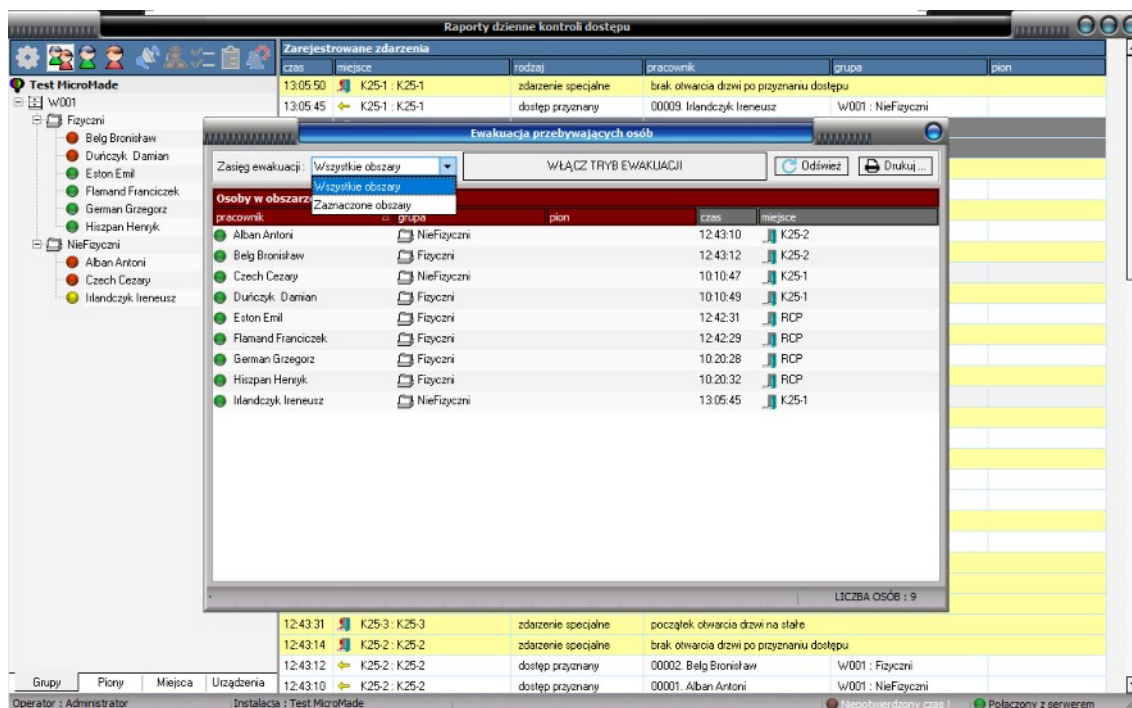 Raporty dzienne kontroli dostępu
Zarejestrowane zdarzenia
czas miejsce rodzaj pracownik grupa pion
Test MicroMade
W001
Fizyczni
Belg Bronisław
Duńczyk Damian
Eston Emil
Flamand Franciczek
German Grzegorz
Hiszpan Henryk
NieFizyczni
Alban Antoni
Czech Cezary
Irlandczyk Ireneusz
13:05:50 K25-1 : K25-1 zdarzenie specjalne brak otwarcia drzwi po przyznaniu dostępu
13:05:45 K25-1 : K25-1 dostęp przyznany 00009. Irlandczyk Ireneusz W001 : NieFizyczni
Ewakuacja przebywających osób
Zasięg ewakuacji : Wszystkie obszary WŁĄCZ TRYB EWAKUACJI Odśwież Drukuj ...
Wszystkie obszary
Zaznaczone obszary
Osoby w
pracownik grupa pion czas miejsce
Alban Antoni NieFizyczni 12:43:10 K25-2
Belg Bronisław Fizyczni 12:43:12 K25-2
Czech Cezary NieFizyczni 10:10:47 K25-1
Duńczyk Damian Fizyczni 10:10:49 K25-1
Eston Emil Fizyczni 12:42:31 RCP
Flamand Franciczek Fizyczni 12:42:29 RCP
German Grzegorz Fizyczni 10:20:28 RCP
Hiszpan Henryk Fizyczni 10:20:32 RCP
Irlandczyk Ireneusz NieFizyczni 13:05:45 K25-1
LICZBA OSÓB : 9
12:43:31 K25-3 : K25-3 zdarzenie specjalne początek otwarcia drzwi na stałe
12:43:14 K25-2 : K25-2 zdarzenie specjalne brak otwarcia drzwi po przyznaniu dostępu
12:43:12 K25-2 : K25-2 dostęp przyznany 00002. Belg Bronisław W001 : Fizyczni
12:43:10 K25-2 : K25-2 dostęp przyznany 00001. Alban Antoni W001 : NieFizyczni
Grupy Piony Miejsca Urządzenia
Operator : Administrator Instalacja : Test MicroMade Niepotwierdzony czas ! Połączony z serwerem